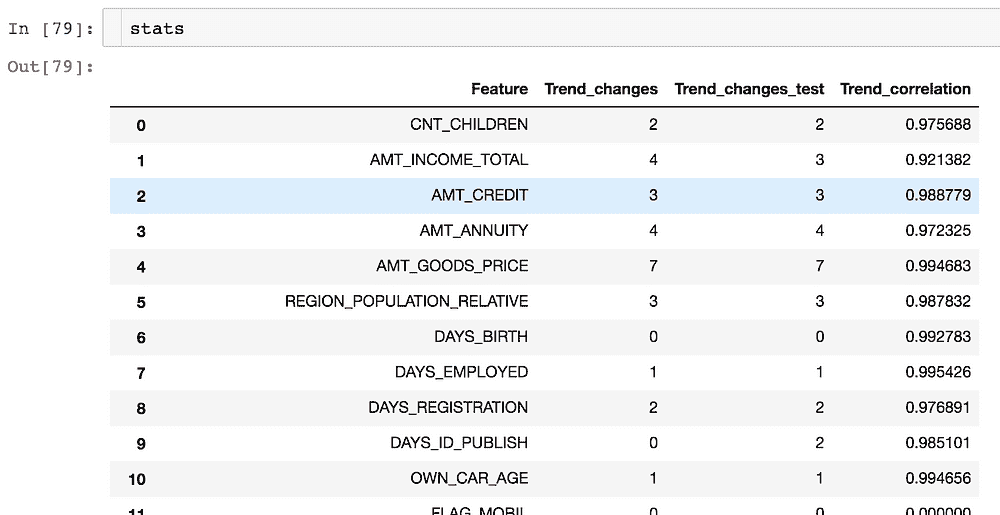 In [79]: stats
Out[79]:
Feature Trend_changes Trend_changes_test Trend_correlation
0 CNT_CHILDREN 2 2 0.975688
1 AMT_INCOME_TOTAL 4 3 0.921382
2 AMT_CREDIT 3 3 0.988779
3 AMT_ANNUITY 4 4 0.972325
4 AMT_GOODS_PRICE 7 7 0.994683
5 REGION_POPULATION_RELATIVE 3 3 0.987832
6 DAYS_BIRTH 0 0 0.992783
7 DAYS_EMPLOYED 1 1 0.995426
8 DAYS_REGISTRATION 2 2 0.976891
9 DAYS_ID_PUBLISH 0 2 0.985101
10 OWN_CAR_AGE 1 1 0.994656
11 FLAG_MOBIL 0 0 0.000000